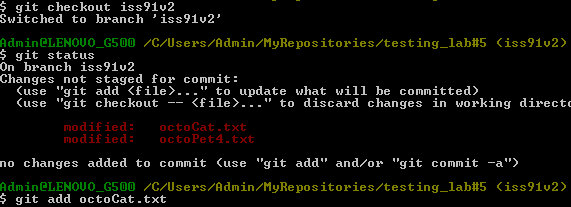 $ git checkout iss91v2
Switched to branch 'iss91v2'
Admin@LENOVO_G500 /C/Users/Admin/MyRepositories/testing_lab#5 (iss91v2)
$ git status
On branch iss91v2
Changes not staged for commit:
(use "git add <file>..." to update what will be committed)
(use "git checkout -- <file>..." to discard changes in working directo
modified: octoCat.txt
modified: octoPet4.txt
no changes added to commit (use "git add" and/or "git commit -a")
Admin@LENOVO_G500 /C/Users/Admin/MyRepositories/testing_lab#5 (iss91v2)
$ git add octoCat.txt